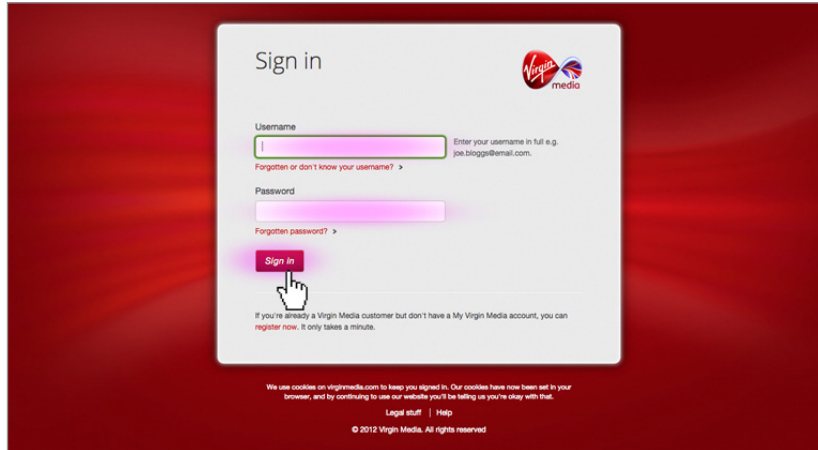 Sign in
Virgin
media
Username
Enter your username in full e.g.
joe.bloggs@email.com.
Forgotten or don't know your username? >
Password
Forgotten password? >
Sign in
If you're already a Virgin Media customer but don't have a My Virgin Media account, you can
register now. It only takes a minute.
We use cookies on virginmedia.com to keep you signed in. Our cookies have now been set in your
browser, and by continuing to use our website you'll be telling us you're okay with that.
Legal stuff | Help
© 2012 Virgin Media. All rights reserved